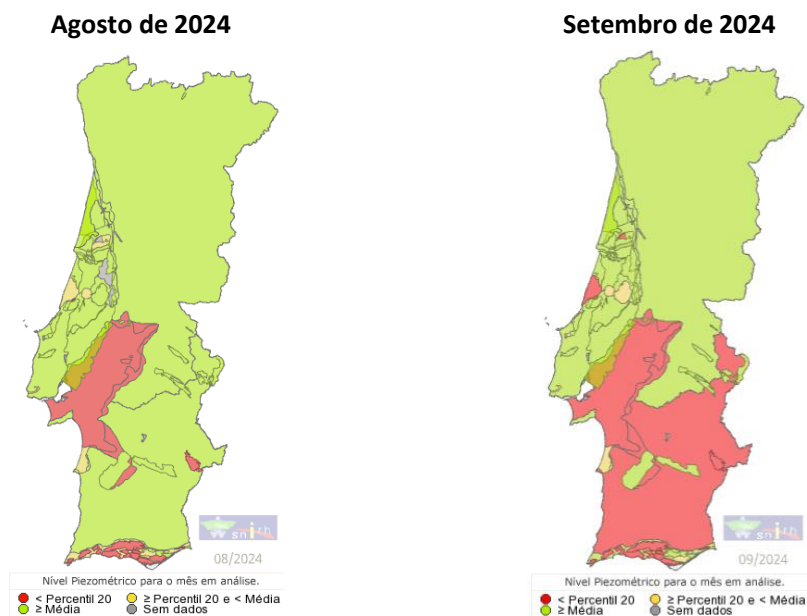 Agosto de 2024
Setembro de 2024
snirh
08/2024
Nível Piezométrico para o mês em análise.
< Percentil 20
≥ Percentil 20 e < Média
≥ Média
Sem dados
snirh
09/2024
Nível Piezométrico para o mês em análise.
< Percentil 20
≥ Percentil 20 e < Média
≥ Média
Sem dados